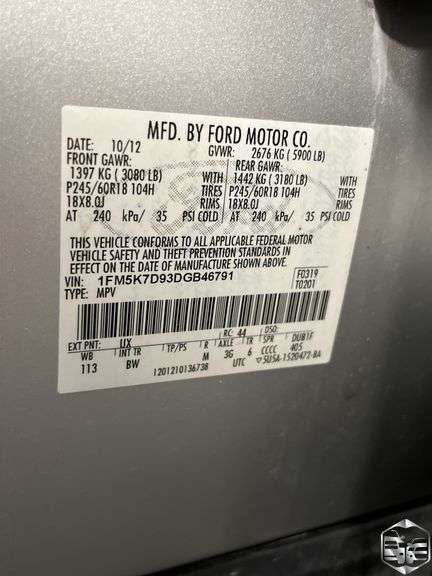 MFD. BY FORD MOTOR CO.
DATE: 10/12 GVWR: 2676 KG ( 5900 LB)
FRONT GAWR: REAR GAWR:
1397 KG ( 3080 LB) 1442 KG ( 3180 LB)
P245/60R18 104H TIRES P245/60R18 104H TIRES
18X8.0J RIMS 18X8.0J RIMS
AT 240 kPa/ 35 PSI COLD AT 240 kPa/ 35 PSI COLD
THIS VEHICLE CONFORMS TO ALL APPLICABLE FEDERAL MOTOR
VEHICLE SAFETY AND BUMPER AND THEFT PREVENTION STANDARDS IN
EFFECT ON THE DATE OF MANUFACTURE SHOWN ABOVE.
VIN: 1FM5K7D93DGB46791 F0319
TYPE: MPV T0201
EXT PNT: UX RC: 44 DSO:
WB INT TR TP/PS R AXLE TR SPR DUB1F
113 BW M 3G 6 CCCC 405
1201210136738 UTC ▽5U5A-1520472-BA